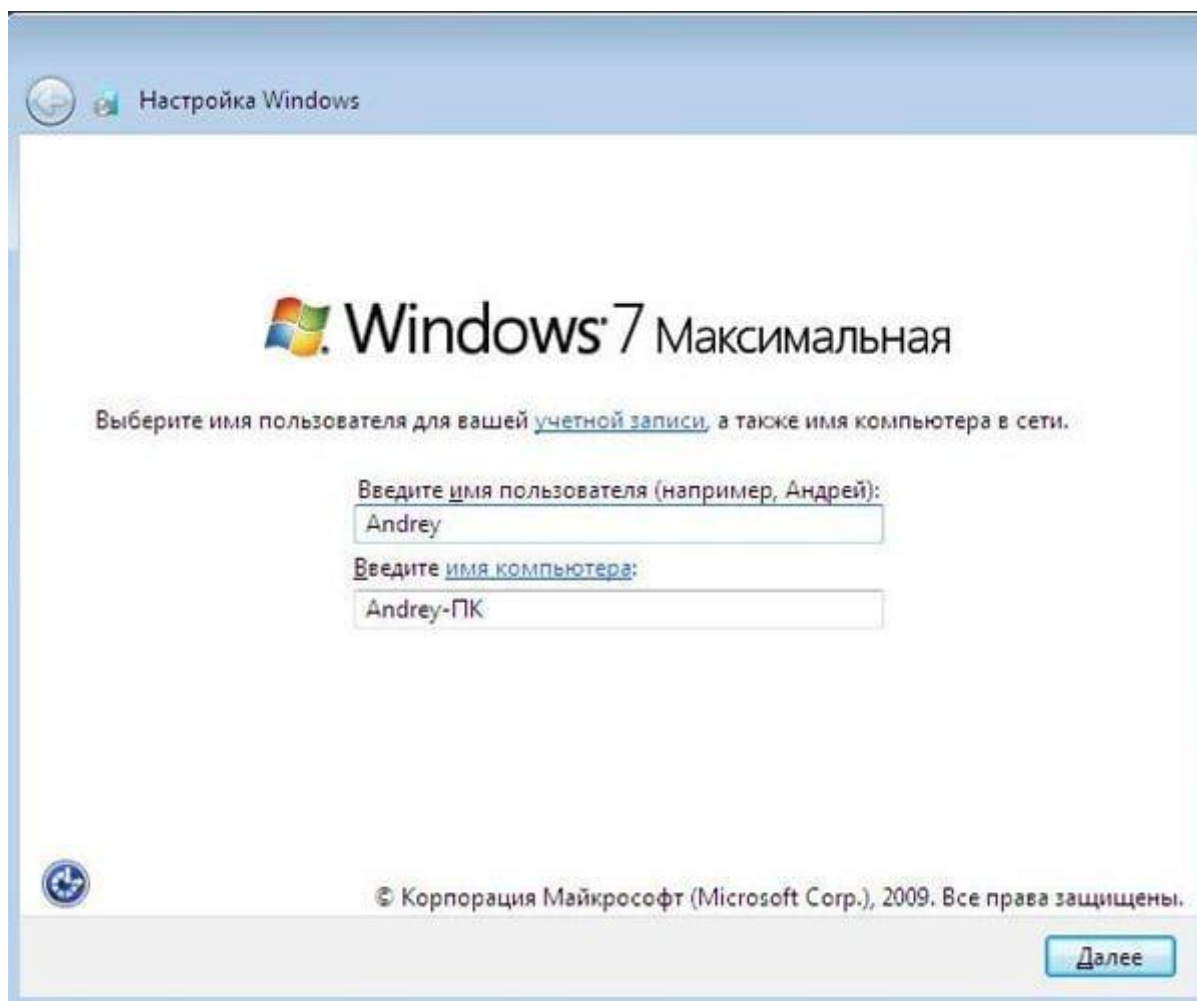 Настройка Windows
Windows 7 Максимальная
Выберите имя пользователя для вашей учетной записи, а также имя компьютера в сети.
Введите имя пользователя (например, Андрей):
Andrey
Введите имя компьютера:
Andrey-ПК
© Корпорация Майкрософт (Microsoft Corp.), 2009. Все права защищены.
Далее